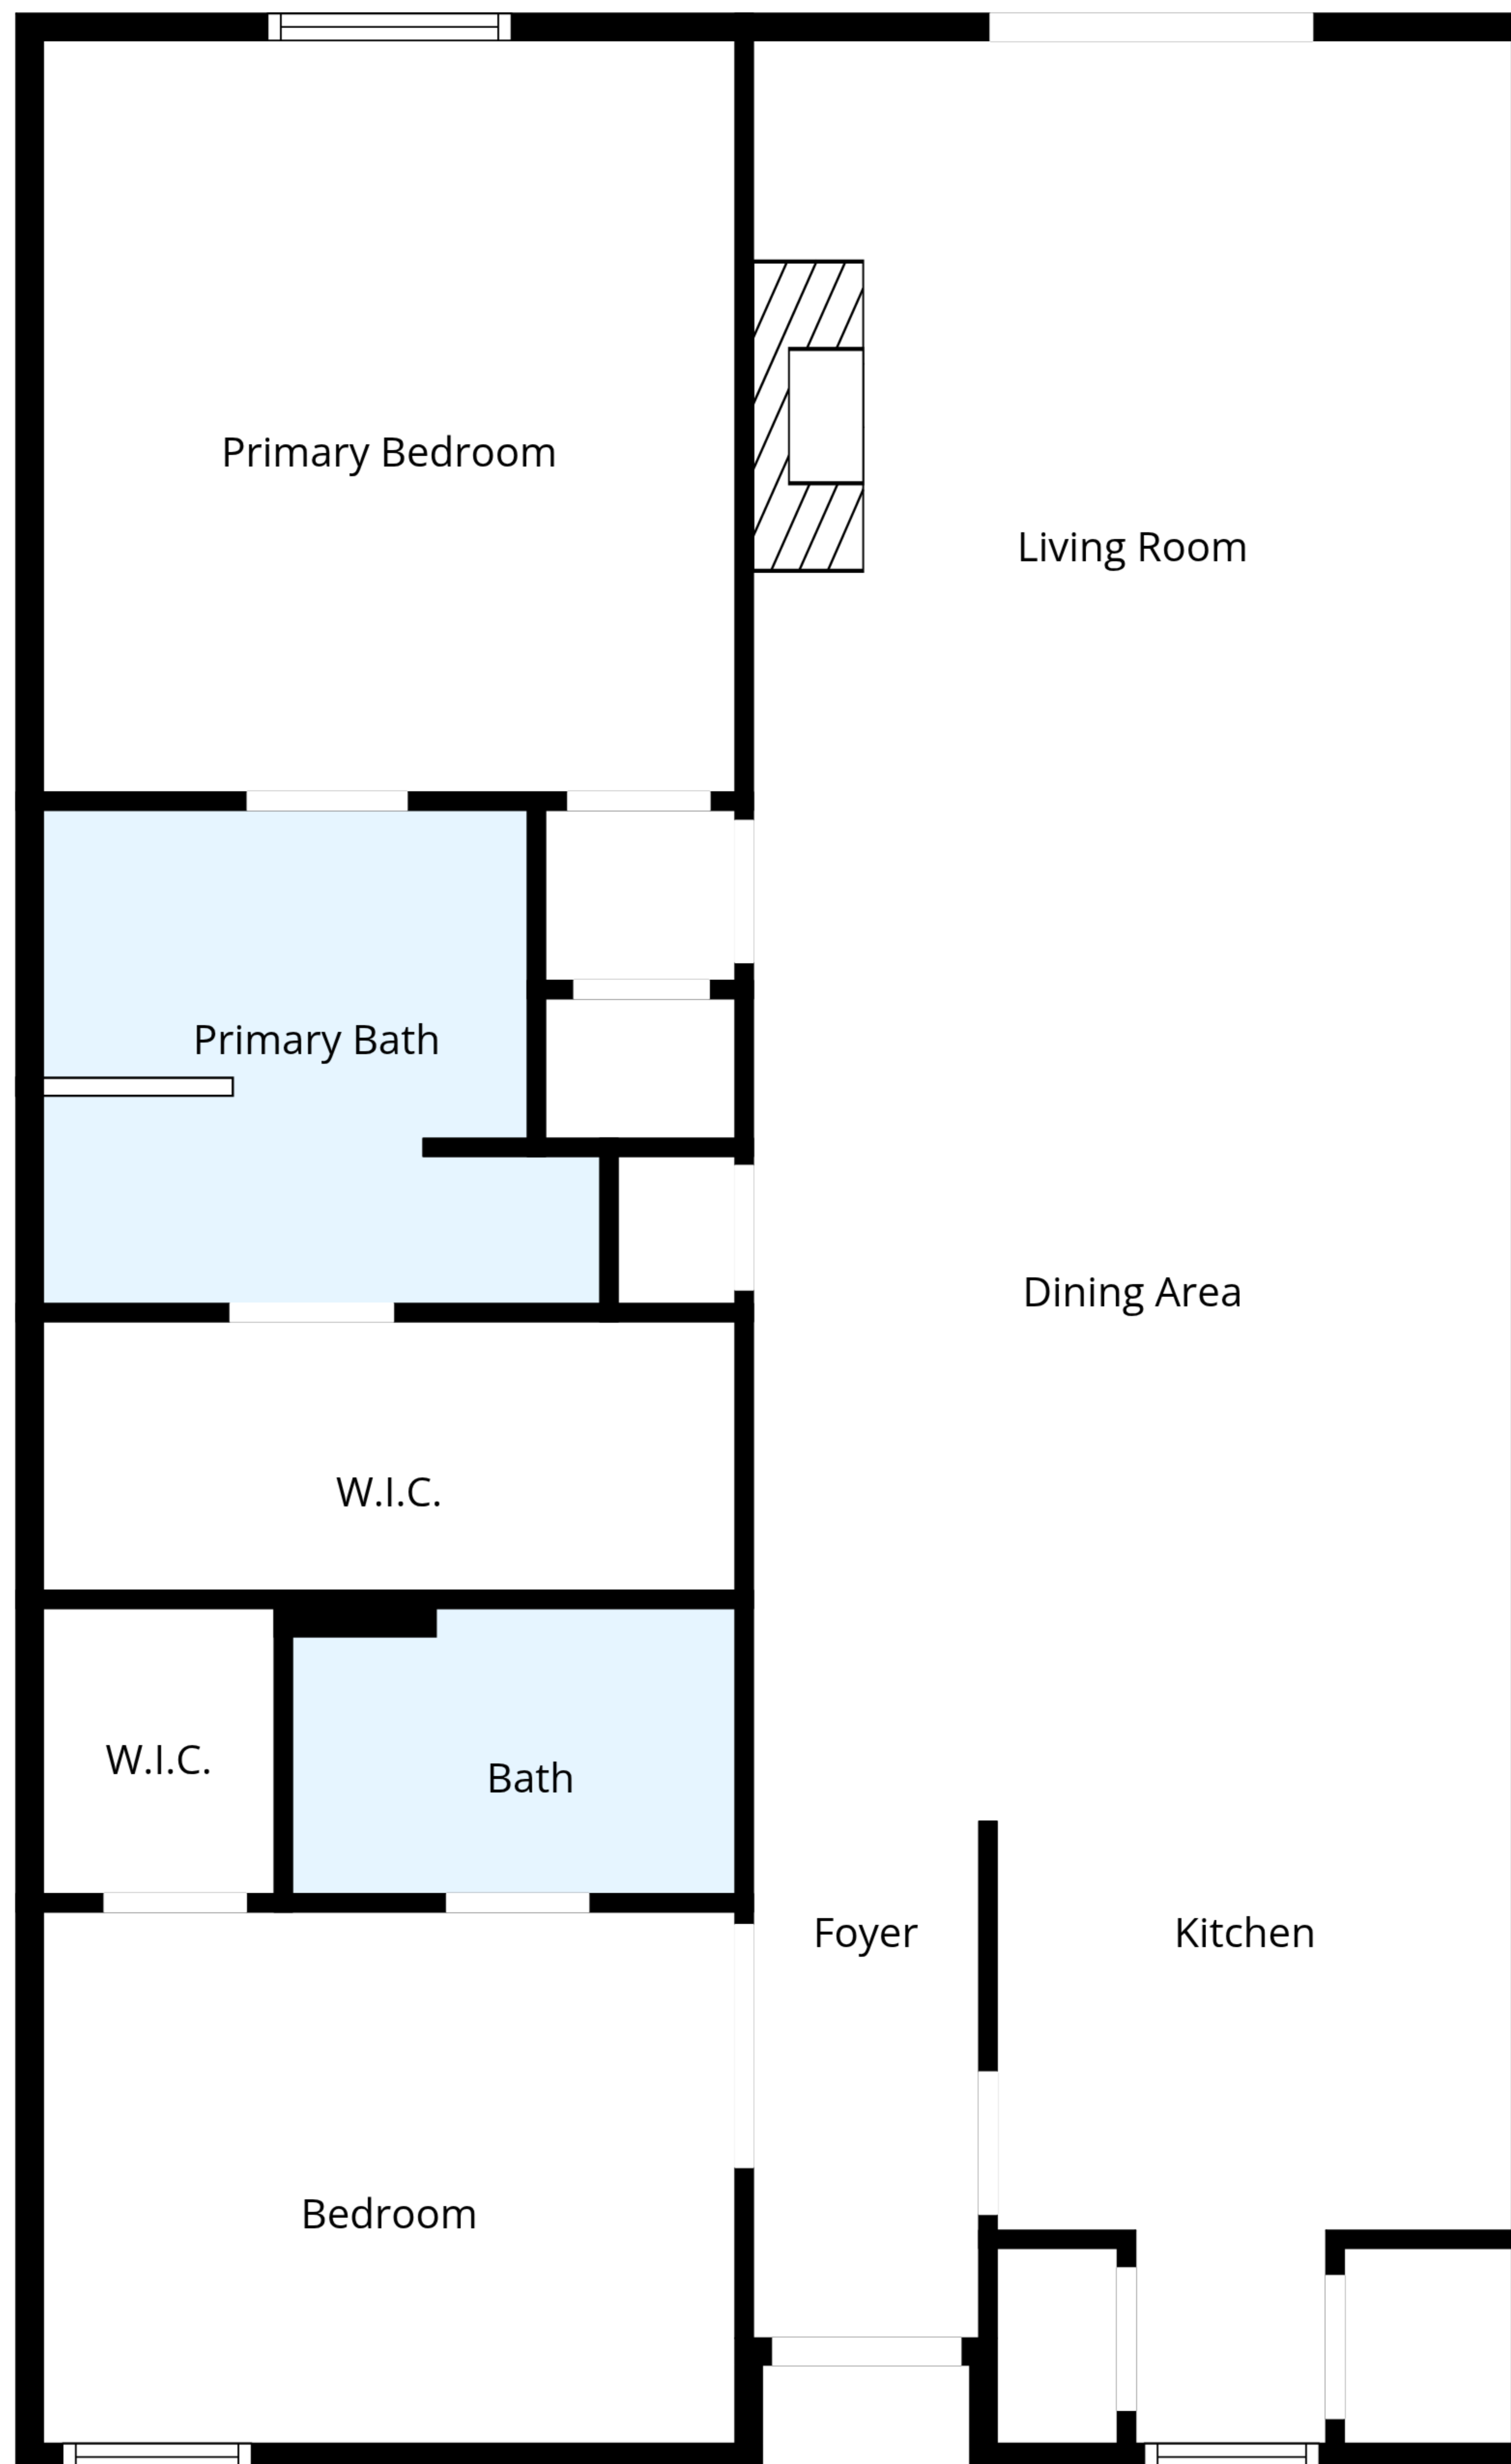 Primary Bedroom
Living Room
Primary Bath
Dining Area
W.I.C.
W.I.C.
Bath
Foyer
Kitchen
Bedroom